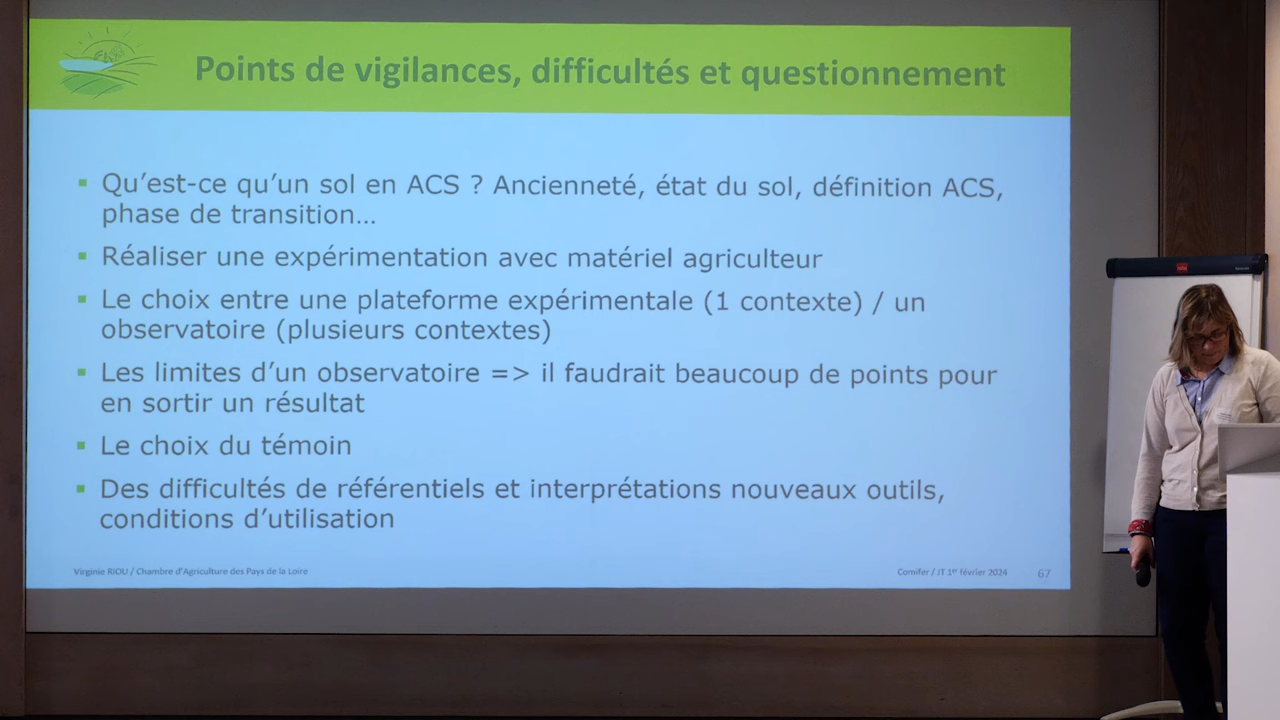 Points de vigilances, difficultés et questionnement
Qu'est-ce qu'un sol en ACS ? Ancienneté, état du sol, définition ACS,
phase de transition...
Réaliser une expérimentation avec matériel agriculteur
Le choix entre une plateforme expérimentale (1 contexte) / un
observatoire (plusieurs contextes)
Les limites d'un observatoire => il faudrait beaucoup de points pour
en sortir un résultat
Le choix du témoin
Des difficultés de référentiels et interprétations nouveaux outils,
conditions d'utilisation
Virginie RIOU / Chambre d'Agriculture des Pays de la Loire
Comifer / JT 1er février 2024
67